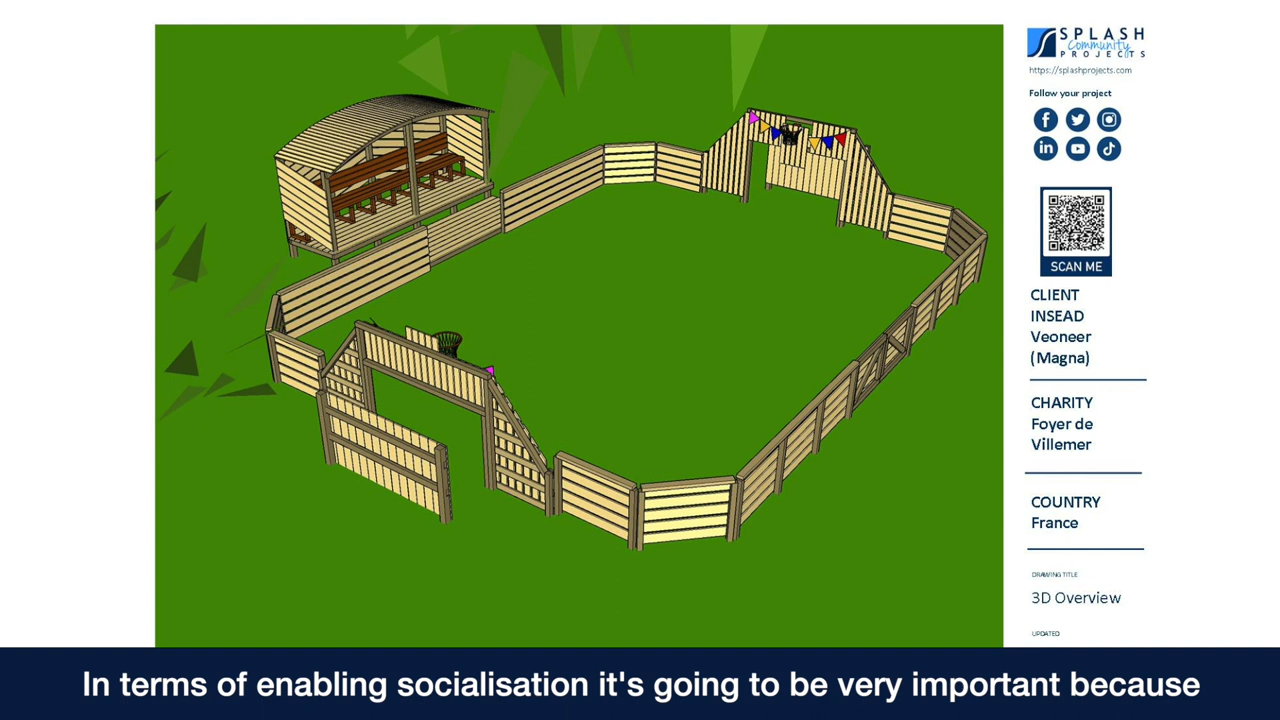 SPLASH
Community
PROJECTS
https://splashprojects.com
Follow your project
SCAN ME
CLIENT
INSEAD
Veoneer
(Magna)
CHARITY
Foyer de
Villemer
COUNTRY
France
DRAWING TITLE
3D Overview
UPDATED
In terms of enabling socialisation it's going to be very important because